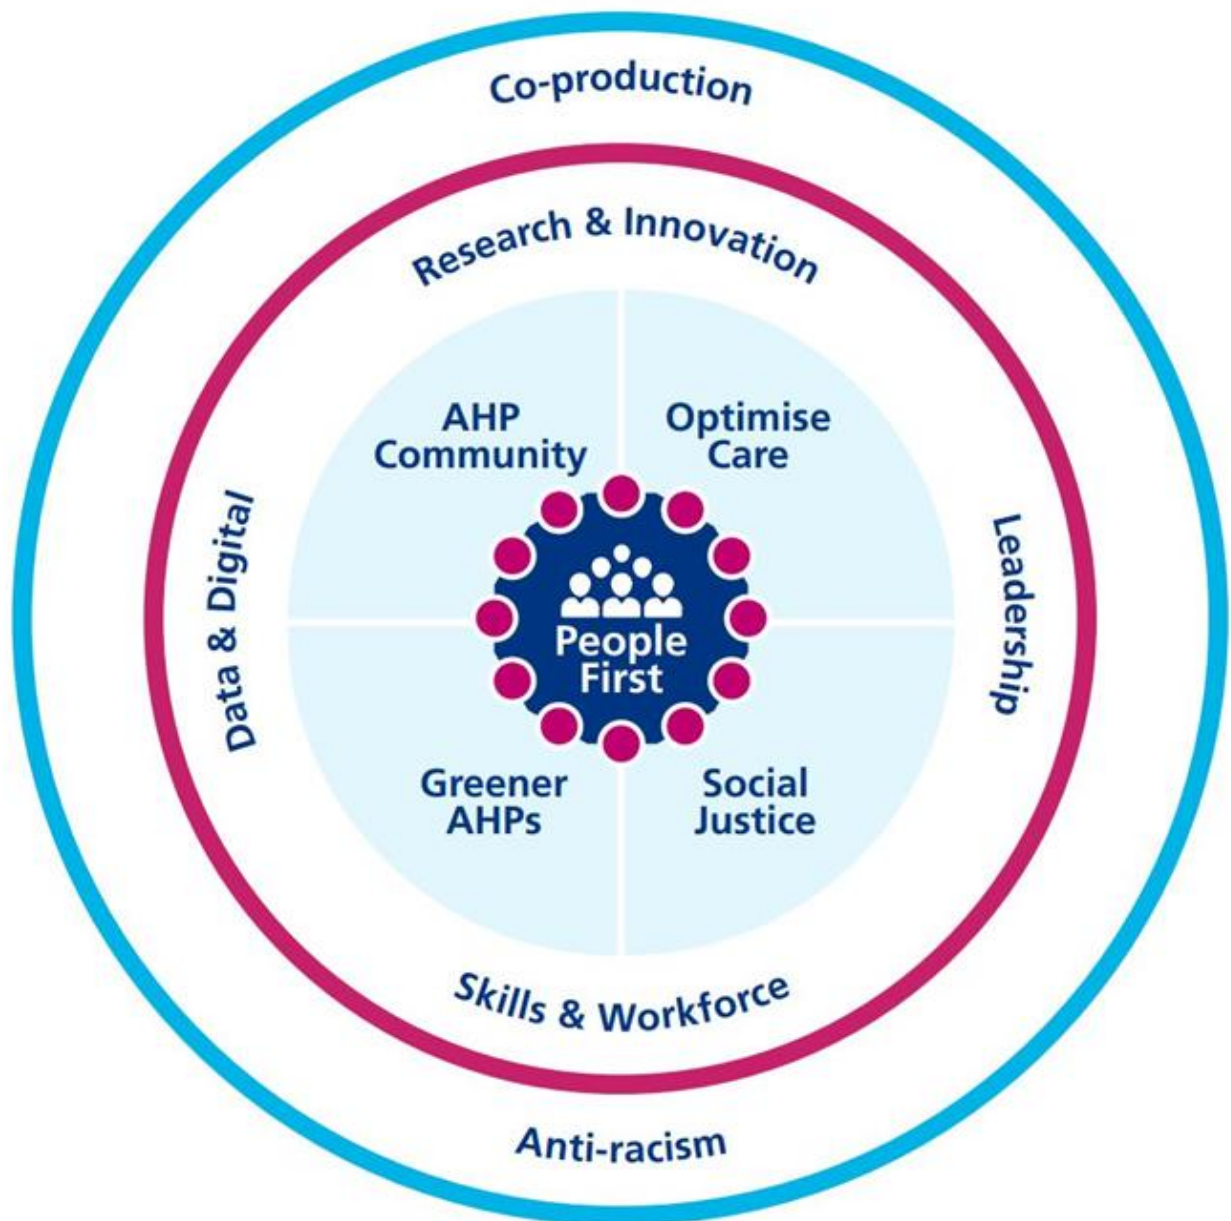 Co-production
Research & Innovation
AHP
Community
Optimise
Care
Data & Digital
Leadership
People
First
Greener
AHPs
Social
Justice
Skills & Workforce
Anti-racism